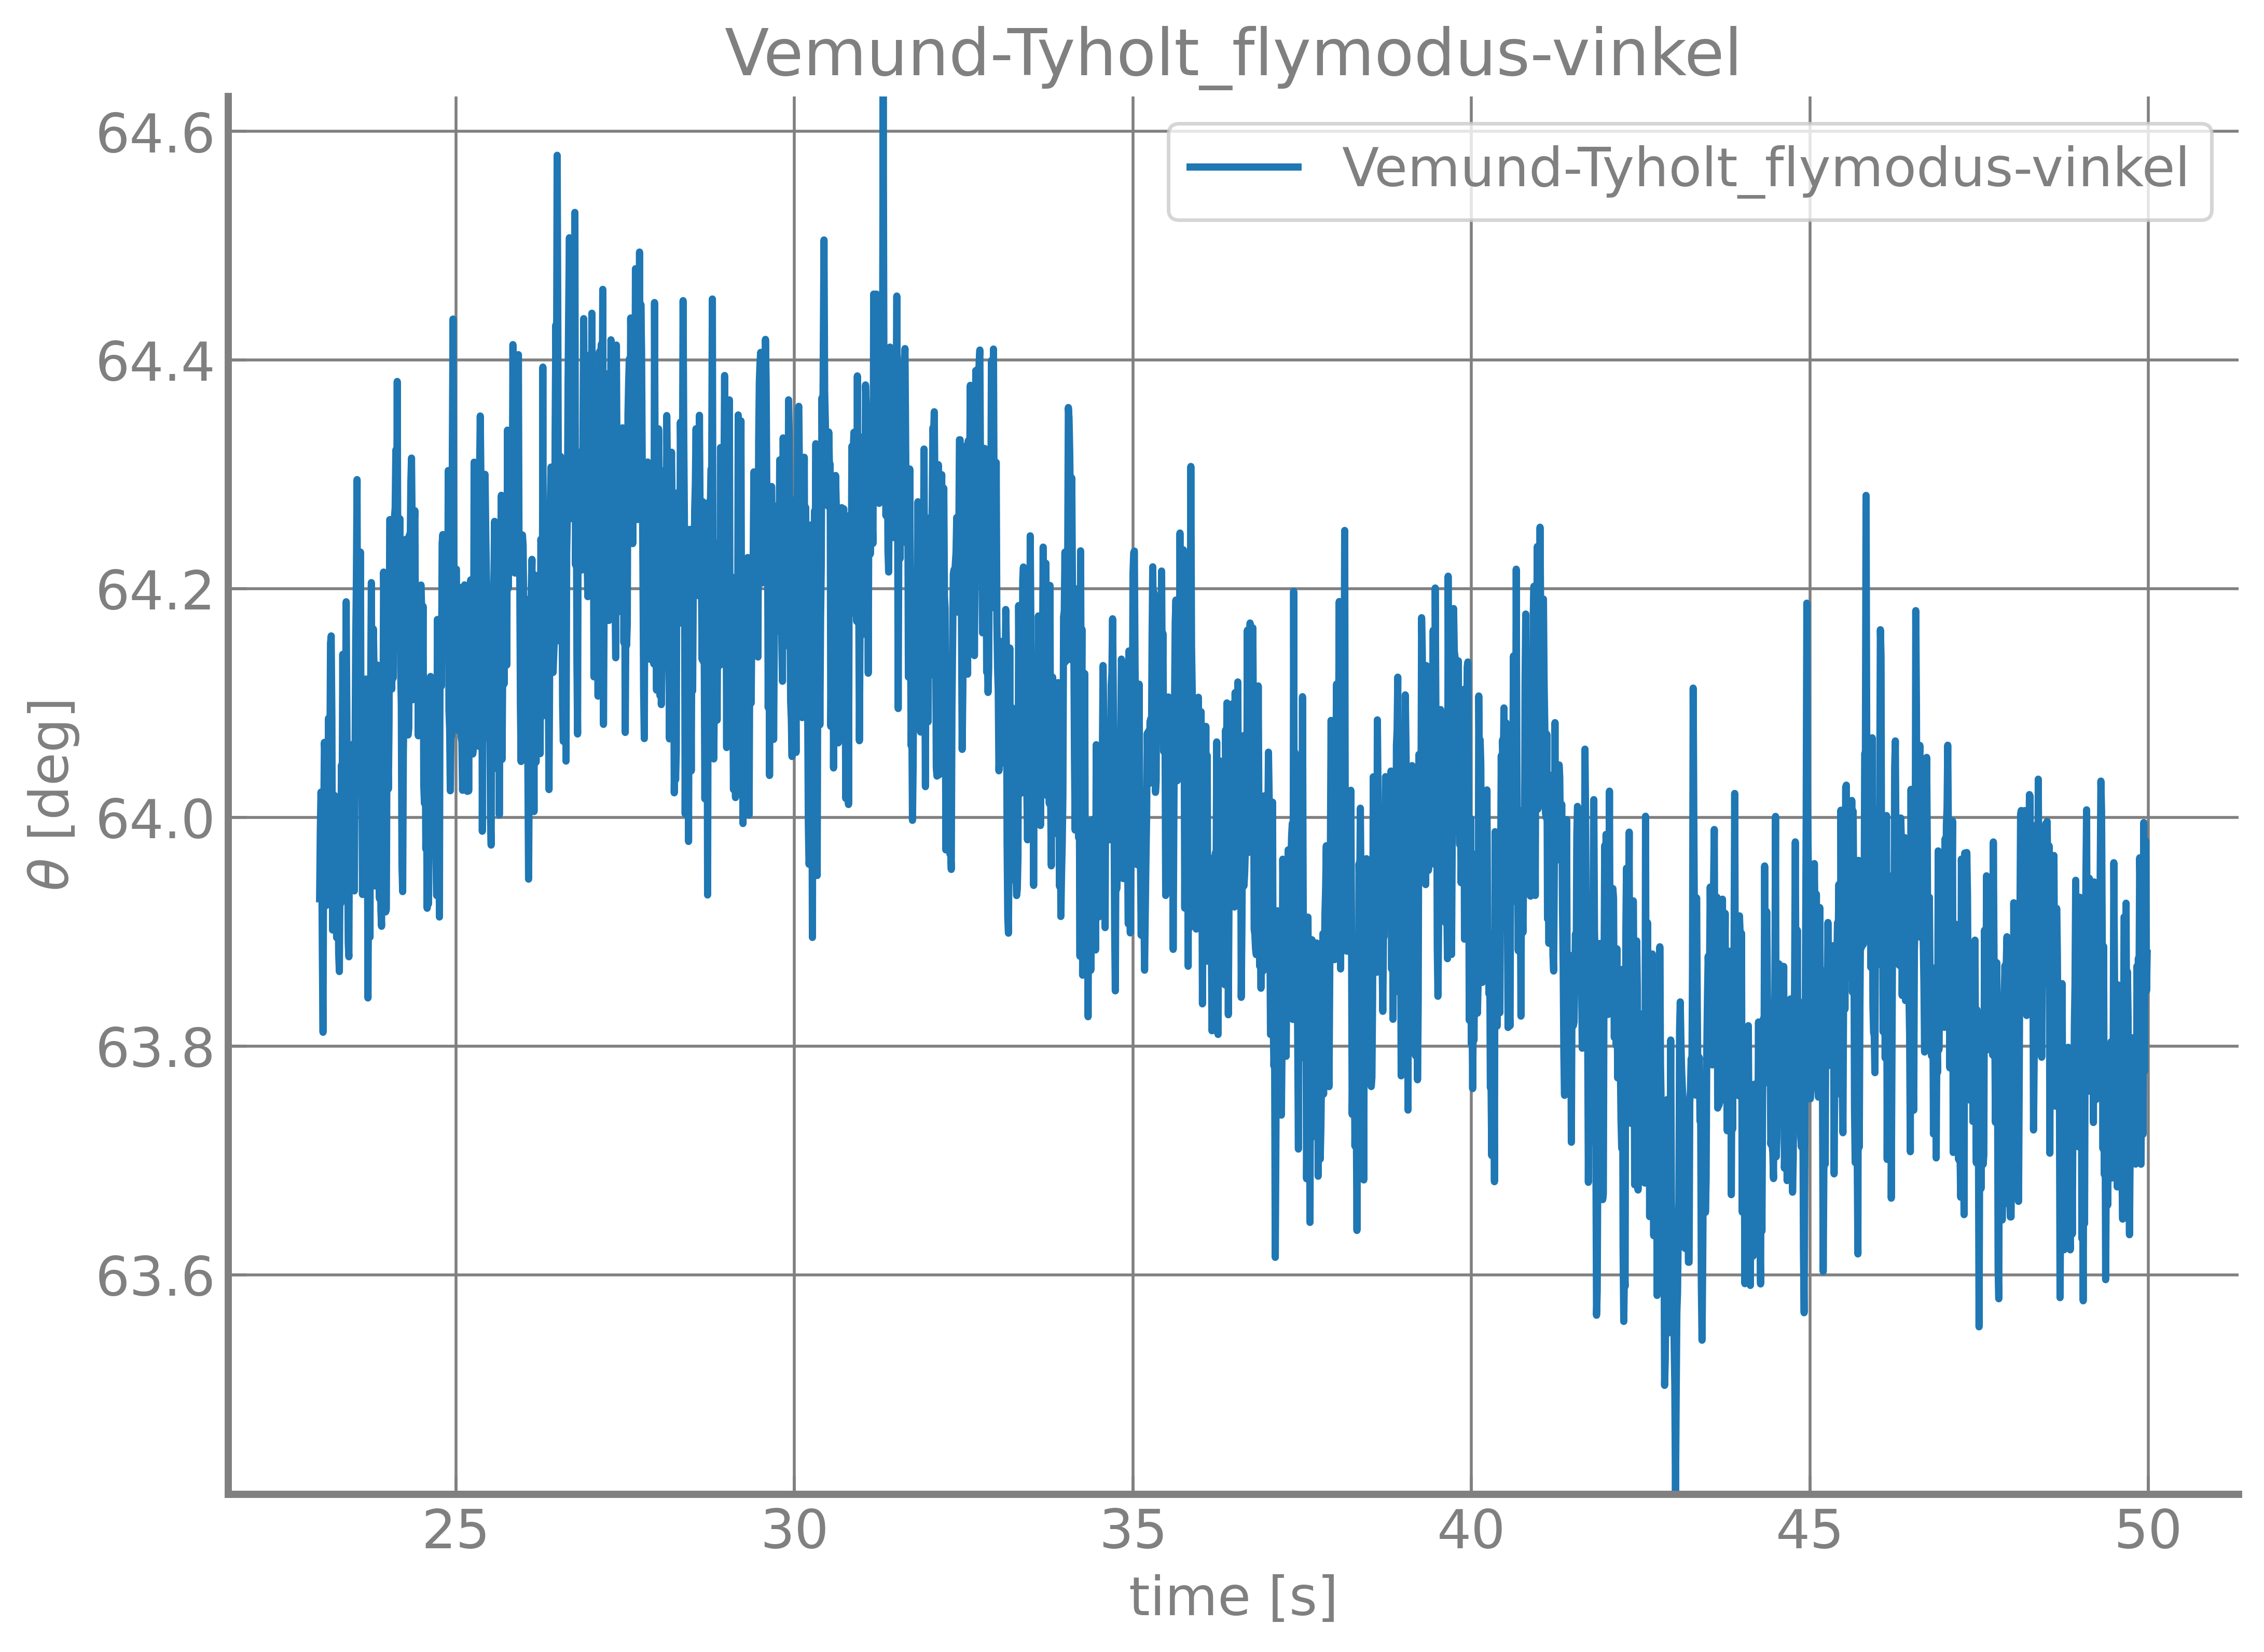 Vemund-Tyholt_flymodus-vinkel
Vemund-Tyholt_flymodus-vinkel
64.6
64.4
64.2
64.0
63.8
63.6
θ [deg]
25 30 35 40 45 50
time [s]